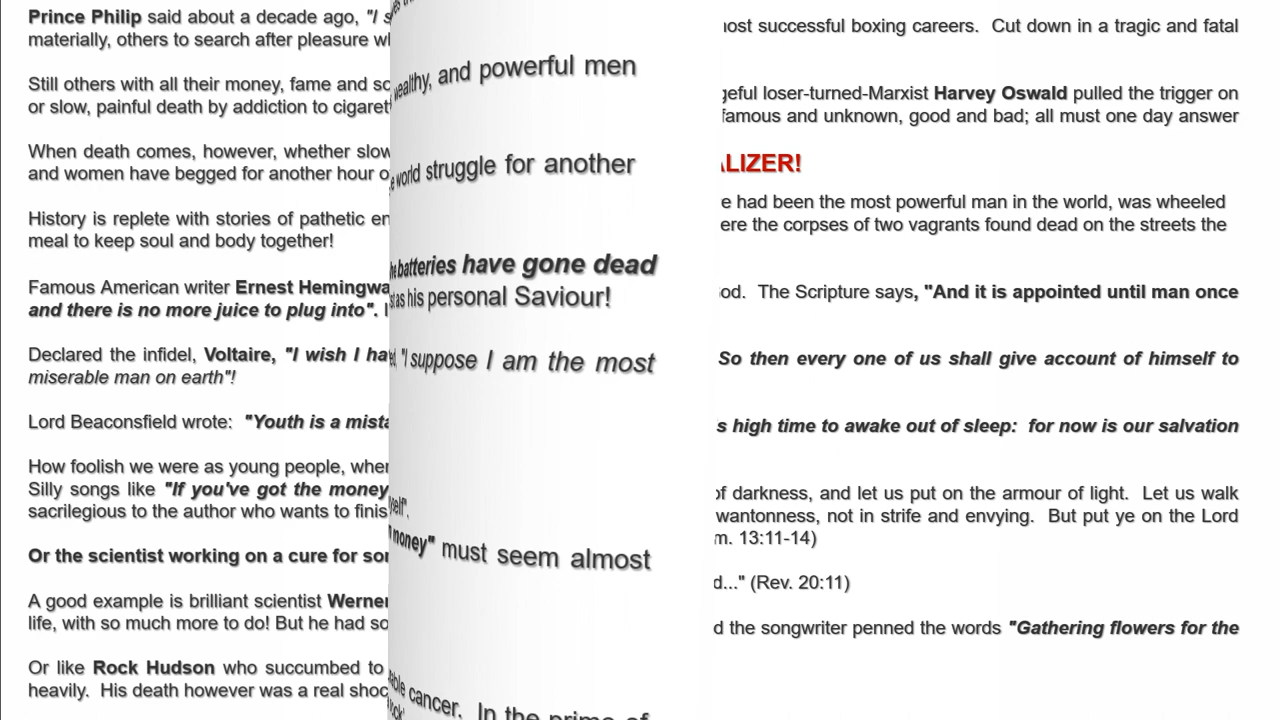 Prince Philip said about a decade ago, "I
materially, others to search after pleasure
Still others with all their money, fame and
or slow, painful death by addiction to
When death comes, however, whether slow
and women have begged for another hour
History is replete with stories of pathetic
meal to keep soul and body together!
Famous American writer Ernest
and there is no more juice to plug into".
Declared the infidel, Voltaire, "I wish I
miserable man on earth"!
Lord Beaconsfield wrote: "Youth is a
How foolish we were as young people,
Silly songs like "If you've got the money
sacrilegious to the author who wants to
Or the scientist working on a cure for
A good example is brilliant scientist
life, with so much more to do! But he had
Or like Rock Hudson who succumbed to
heavily. His death however was a real
wealthy, and powerful men
world struggle for another
batteries have gone dead
as his personal Saviour!
"I suppose I am the most
money" must seem almost
cancer. In the prime of
successful boxing careers. Cut down in a tragic and fatal
loser-turned-Marxist Harvey Oswald pulled the trigger on
famous and unknown, good and bad; all must one day answer
ALIZER!
had been the most powerful man in the world, was wheeled
the corpses of two vagrants found dead on the streets the
The Scripture says, "And it is appointed until man once
So then every one of us shall give account of himself to
high time to awake out of sleep: for now is our salvation
of darkness, and let us put on the armour of light. Let us walk
wantonness, not in strife and envying. But put ye on the Lord
13:11-14)
(Rev. 20:11)
the songwriter penned the words "Gathering flowers for the